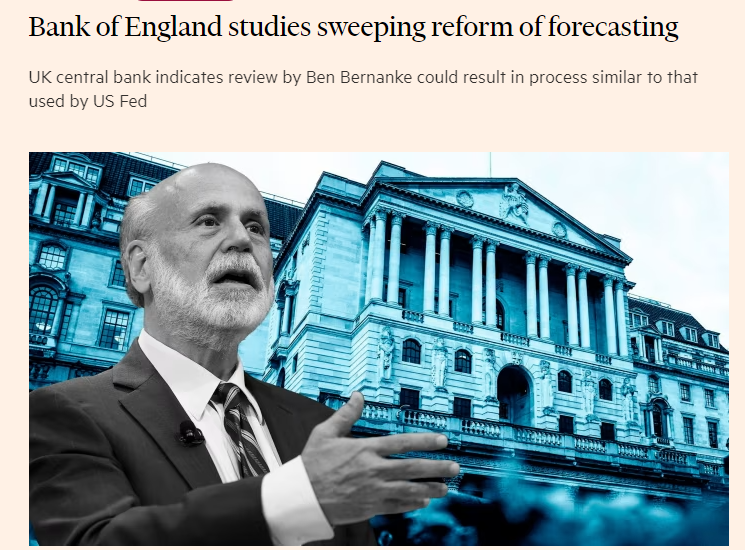 Bank of England studies sweeping reform of forecasting
UK central bank indicates review by Ben Bernanke could result in process similar to that
used by US Fed